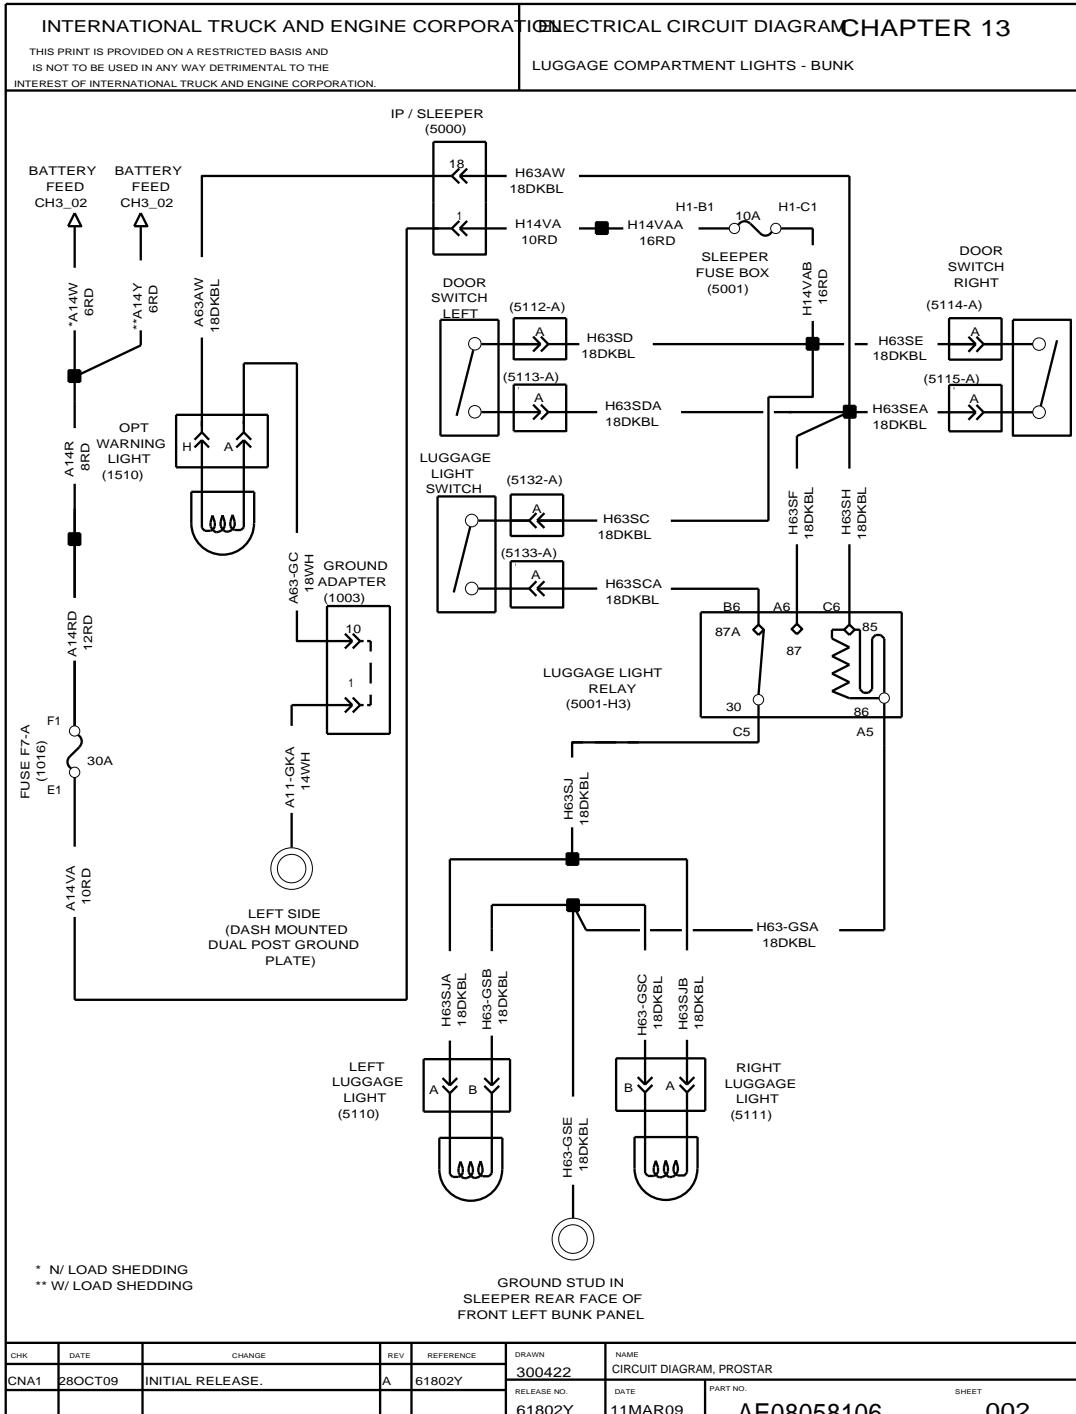 INTERNATIONAL TRUCK AND ENGINE CORPORATION
ELECTRICAL CIRCUIT DIAGRAM
CHAPTER 13
THIS PRINT IS PROVIDED ON A RESTRICTED BASIS AND
IS NOT TO BE USED IN ANY WAY DETRIMENTAL TO THE
INTEREST OF INTERNATIONAL TRUCK AND ENGINE CORPORATION.
LUGGAGE COMPARTMENT LIGHTS - BUNK
IP / SLEEPER
(5000)
18
1
BATTERY
FEED
CH3_02
BATTERY
FEED
CH3_02
*A14W
6RD
**A14Y
6RD
A63AW
18DKBL
H63AW
18DKBL
H14VA
10RD
H14VAA
16RD
H1-B1
10A
H1-C1
SLEEPER
FUSE BOX
(5001)
H14VAB
16RD
DOOR
SWITCH
RIGHT
(5114-A)
A
(5115-A)
A
DOOR
SWITCH
LEFT
(5112-A)
A
(5113-A)
A
H63SD
18DKBL
H63SDA
18DKBL
H63SE
18DKBL
H63SEA
18DKBL
A14R
8RD
OPT
WARNING
LIGHT
(1510)
H
A
LUGGAGE
LIGHT
SWITCH
(5132-A)
A
(5133-A)
A
H63SC
18DKBL
H63SCA
18DKBL
H63SF
18DKBL
H63SH
18DKBL
A63-GC
18WH
GROUND
ADAPTER
(1003)
10
1
A14RD
12RD
B6
A6
C6
87A
87
85
30
86
C5
A5
LUGGAGE LIGHT
RELAY
(5001-H3)
FUSE F7-A
(1016)
F1
30A
E1
A11-GKA
14WH
H63SJ
18DKBL
A14VA
10RD
LEFT SIDE
(DASH MOUNTED
DUAL POST GROUND
PLATE)
H63-GSA
18DKBL
H63SJA
18DKBL
H63-GSB
18DKBL
H63-GSC
18DKBL
H63SJB
18DKBL
LEFT
LUGGAGE
LIGHT
(5110)
A
B
B
A
RIGHT
LUGGAGE
LIGHT
(5111)
H63-GSE
18DKBL
GROUND STUD IN
SLEEPER REAR FACE OF
FRONT LEFT BUNK PANEL
* N/ LOAD SHEDDING
** W/ LOAD SHEDDING
CHK DATE CHANGE REV REFERENCE
CNA1 28OCT09 INITIAL RELEASE. A 61802Y
DRAWN
300422
NAME
CIRCUIT DIAGRAM, PROSTAR
RELEASE NO.
61802Y
DATE
11MAR09
PART NO.
AE08058106
SHEET
002